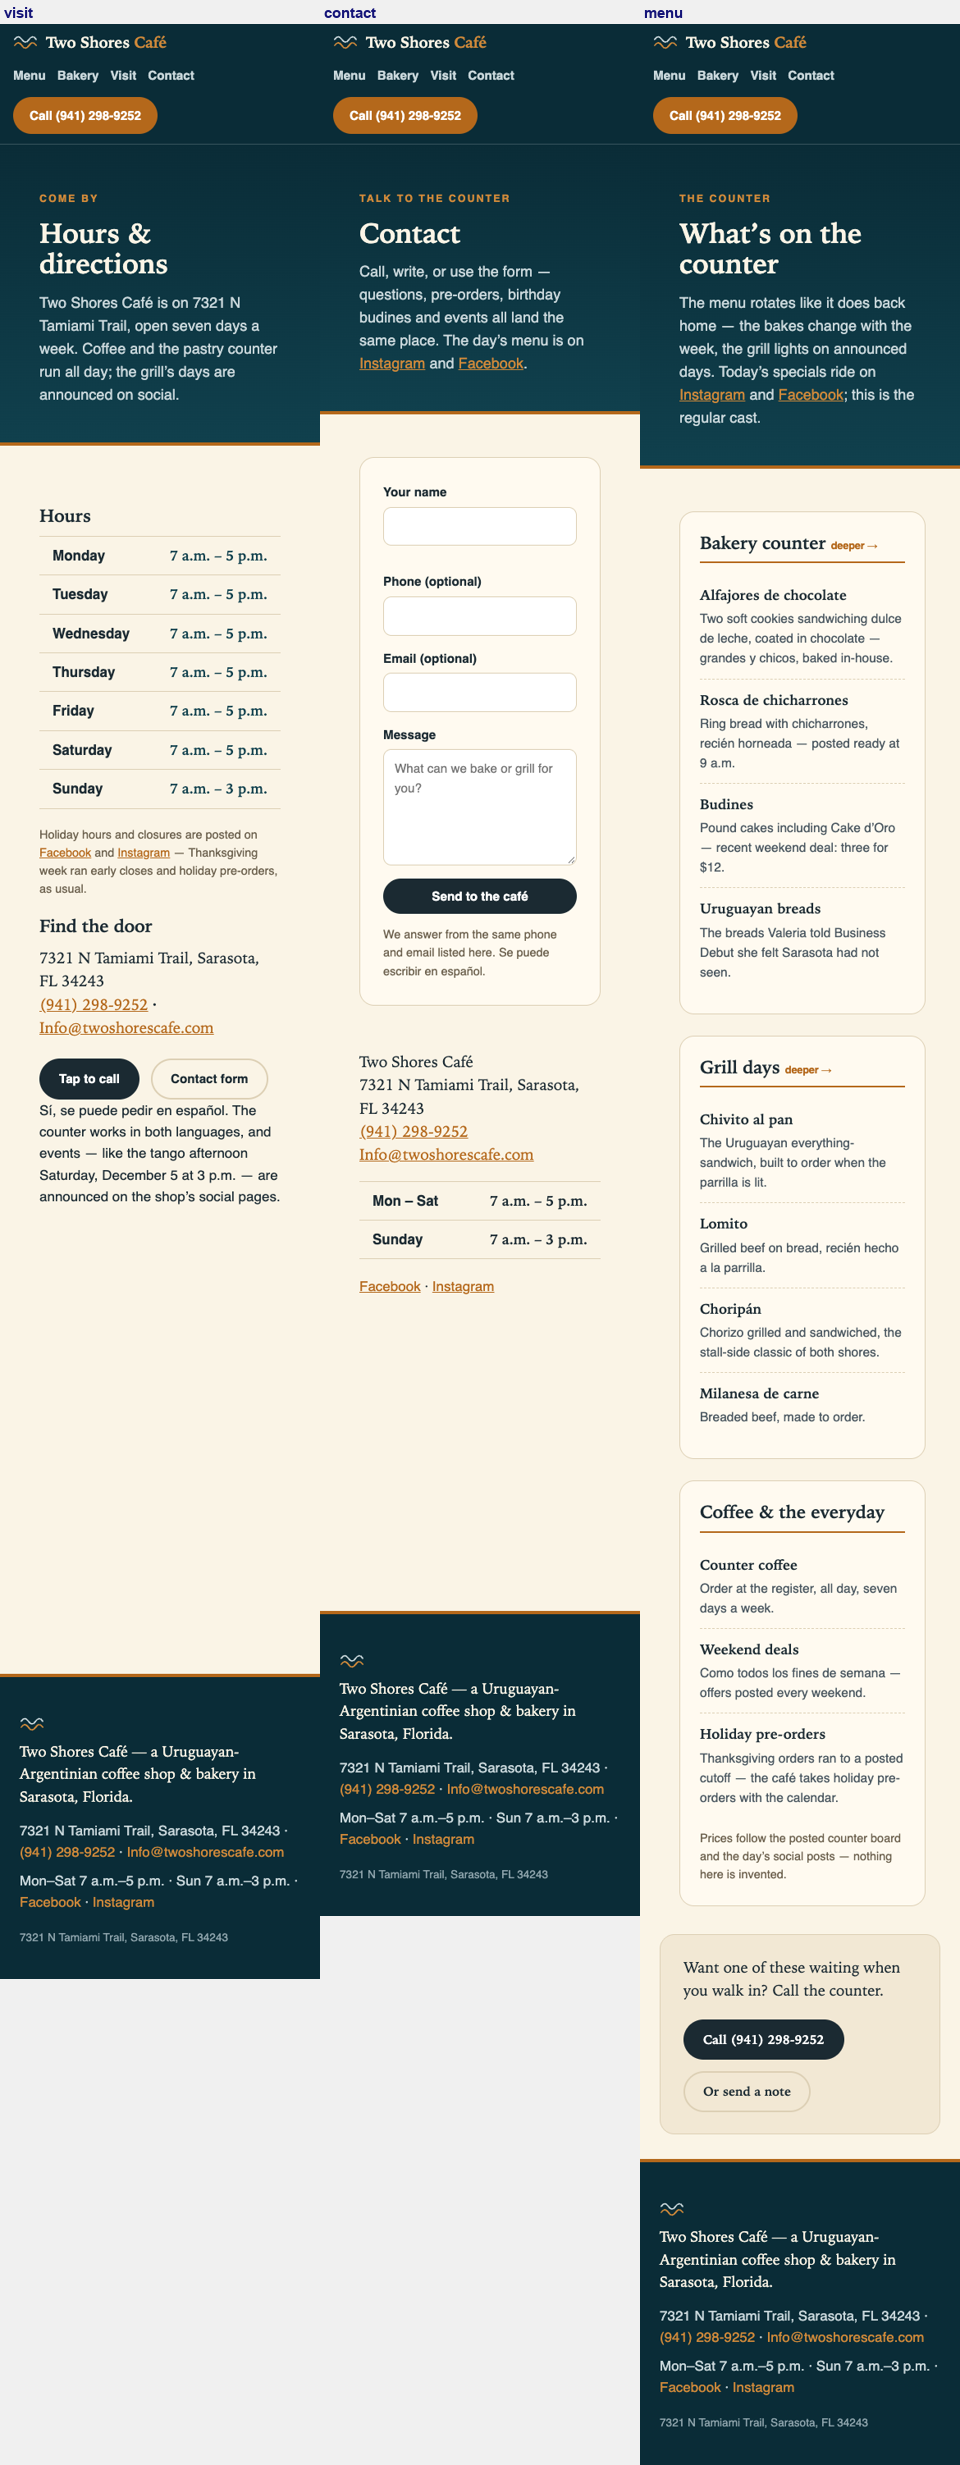 visit
Two Shores Café
Menu Bakery Visit Contact
Call (941) 298-9252
COME BY
Hours &
directions
Two Shores Café is on 7321 N
Tamiami Trail, open seven days a
week. Coffee and the pastry counter
run all day; the grill's days are
announced on social.
Hours
Monday 7 a.m. – 5 p.m.
Tuesday 7 a.m. – 5 p.m.
Wednesday 7 a.m. – 5 p.m.
Thursday 7 a.m. – 5 p.m.
Friday 7 a.m. – 5 p.m.
Saturday 7 a.m. – 5 p.m.
Sunday 7 a.m. – 3 p.m.
Holiday hours and closures are posted on
Facebook and Instagram — Thanksgiving
week ran early closes and holiday pre-orders,
as usual.
Find the door
7321 N Tamiami Trail, Sarasota,
FL 34243
(941) 298-9252 ·
Info@twoshorescafe.com
Tap to call Contact form
Sí, se puede pedir en español. The
counter works in both languages, and
events — like the tango afternoon
Saturday, December 5 at 3 p.m. — are
announced on the shop's social pages.
Two Shores Café — a Uruguayan-
Argentinian coffee shop & bakery in
Sarasota, Florida.
7321 N Tamiami Trail, Sarasota, FL 34243 ·
(941) 298-9252 · Info@twoshorescafe.com
Mon–Sat 7 a.m.–5 p.m. · Sun 7 a.m.–3 p.m. ·
Facebook · Instagram
7321 N Tamiami Trail, Sarasota, FL 34243
contact
Two Shores Café
Menu Bakery Visit Contact
Call (941) 298-9252
TALK TO THE COUNTER
Contact
Call, write, or use the form —
questions, pre-orders, birthday
budines and events all land the
same place. The day's menu is on
Instagram and Facebook.
Your name
Phone (optional)
Email (optional)
Message
What can we bake or grill for
you?
Send to the café
We answer from the same phone
and email listed here. Se puede
escribir en español.
Two Shores Café
7321 N Tamiami Trail, Sarasota,
FL 34243
(941) 298-9252
Info@twoshorescafe.com
Mon – Sat 7 a.m. – 5 p.m.
Sunday 7 a.m. – 3 p.m.
Facebook · Instagram
Two Shores Café — a Uruguayan-
Argentinian coffee shop & bakery in
Sarasota, Florida.
7321 N Tamiami Trail, Sarasota, FL 34243 ·
(941) 298-9252 · Info@twoshorescafe.com
Mon–Sat 7 a.m.–5 p.m. · Sun 7 a.m.–3 p.m. ·
Facebook · Instagram
7321 N Tamiami Trail, Sarasota, FL 34243
menu
Two Shores Café
Menu Bakery Visit Contact
Call (941) 298-9252
THE COUNTER
What's on the
counter
The menu rotates like it does back
home — the bakes change with the
week, the grill lights on announced
days. Today's specials ride on
Instagram and Facebook; this is the
regular cast.
Bakery counter deeper →
Alfajores de chocolate
Two soft cookies sandwiching dulce
de leche, coated in chocolate —
grandes y chicos, baked in-house.
Rosca de chicharrones
Ring bread with chicharrones,
recién horneada — posted ready at
9 a.m.
Budines
Pound cakes including Cake d'Oro
— recent weekend deal: three for
$12.
Uruguayan breads
The breads Valeria told Business
Debut she felt Sarasota had not
seen.
Grill days deeper →
Chivito al pan
The Uruguayan everything-
sandwich, built to order when the
parrilla is lit.
Lomito
Grilled beef on bread, recién hecho
a la parrilla.
Choripán
Chorizo grilled and sandwiched, the
stall-side classic of both shores.
Milanesa de carne
Breaded beef, made to order.
Coffee & the everyday
Counter coffee
Order at the register, all day, seven
days a week.
Weekend deals
Como todos los fines de semana —
offers posted every weekend.
Holiday pre-orders
Thanksgiving orders ran to a posted
cutoff — the café takes holiday pre-
orders with the calendar.
Prices follow the posted counter board
and the day's social posts — nothing
here is invented.
Want one of these waiting when
you walk in? Call the counter.
Call (941) 298-9252
Or send a note
Two Shores Café — a Uruguayan-
Argentinian coffee shop & bakery in
Sarasota, Florida.
7321 N Tamiami Trail, Sarasota, FL 34243 ·
(941) 298-9252 · Info@twoshorescafe.com
Mon–Sat 7 a.m.–5 p.m. · Sun 7 a.m.–3 p.m. ·
Facebook · Instagram
7321 N Tamiami Trail, Sarasota, FL 34243